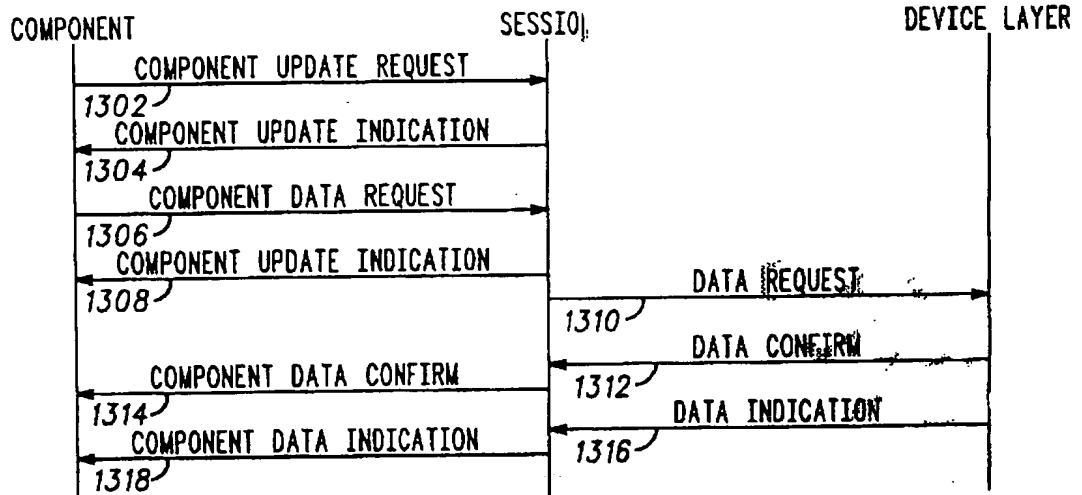 COMPONENT
SESSIO
DEVICE LAYER
COMPONENT UPDATE REQUEST
1302
COMPONENT UPDATE INDICATION
1304
COMPONENT DATA REQUEST
1306
COMPONENT UPDATE INDICATION
1308
DATA REQUEST
1310
DATA CONFIRM
1312
COMPONENT DATA CONFIRM
1314
DATA INDICATION
1316
COMPONENT DATA INDICATION
1318